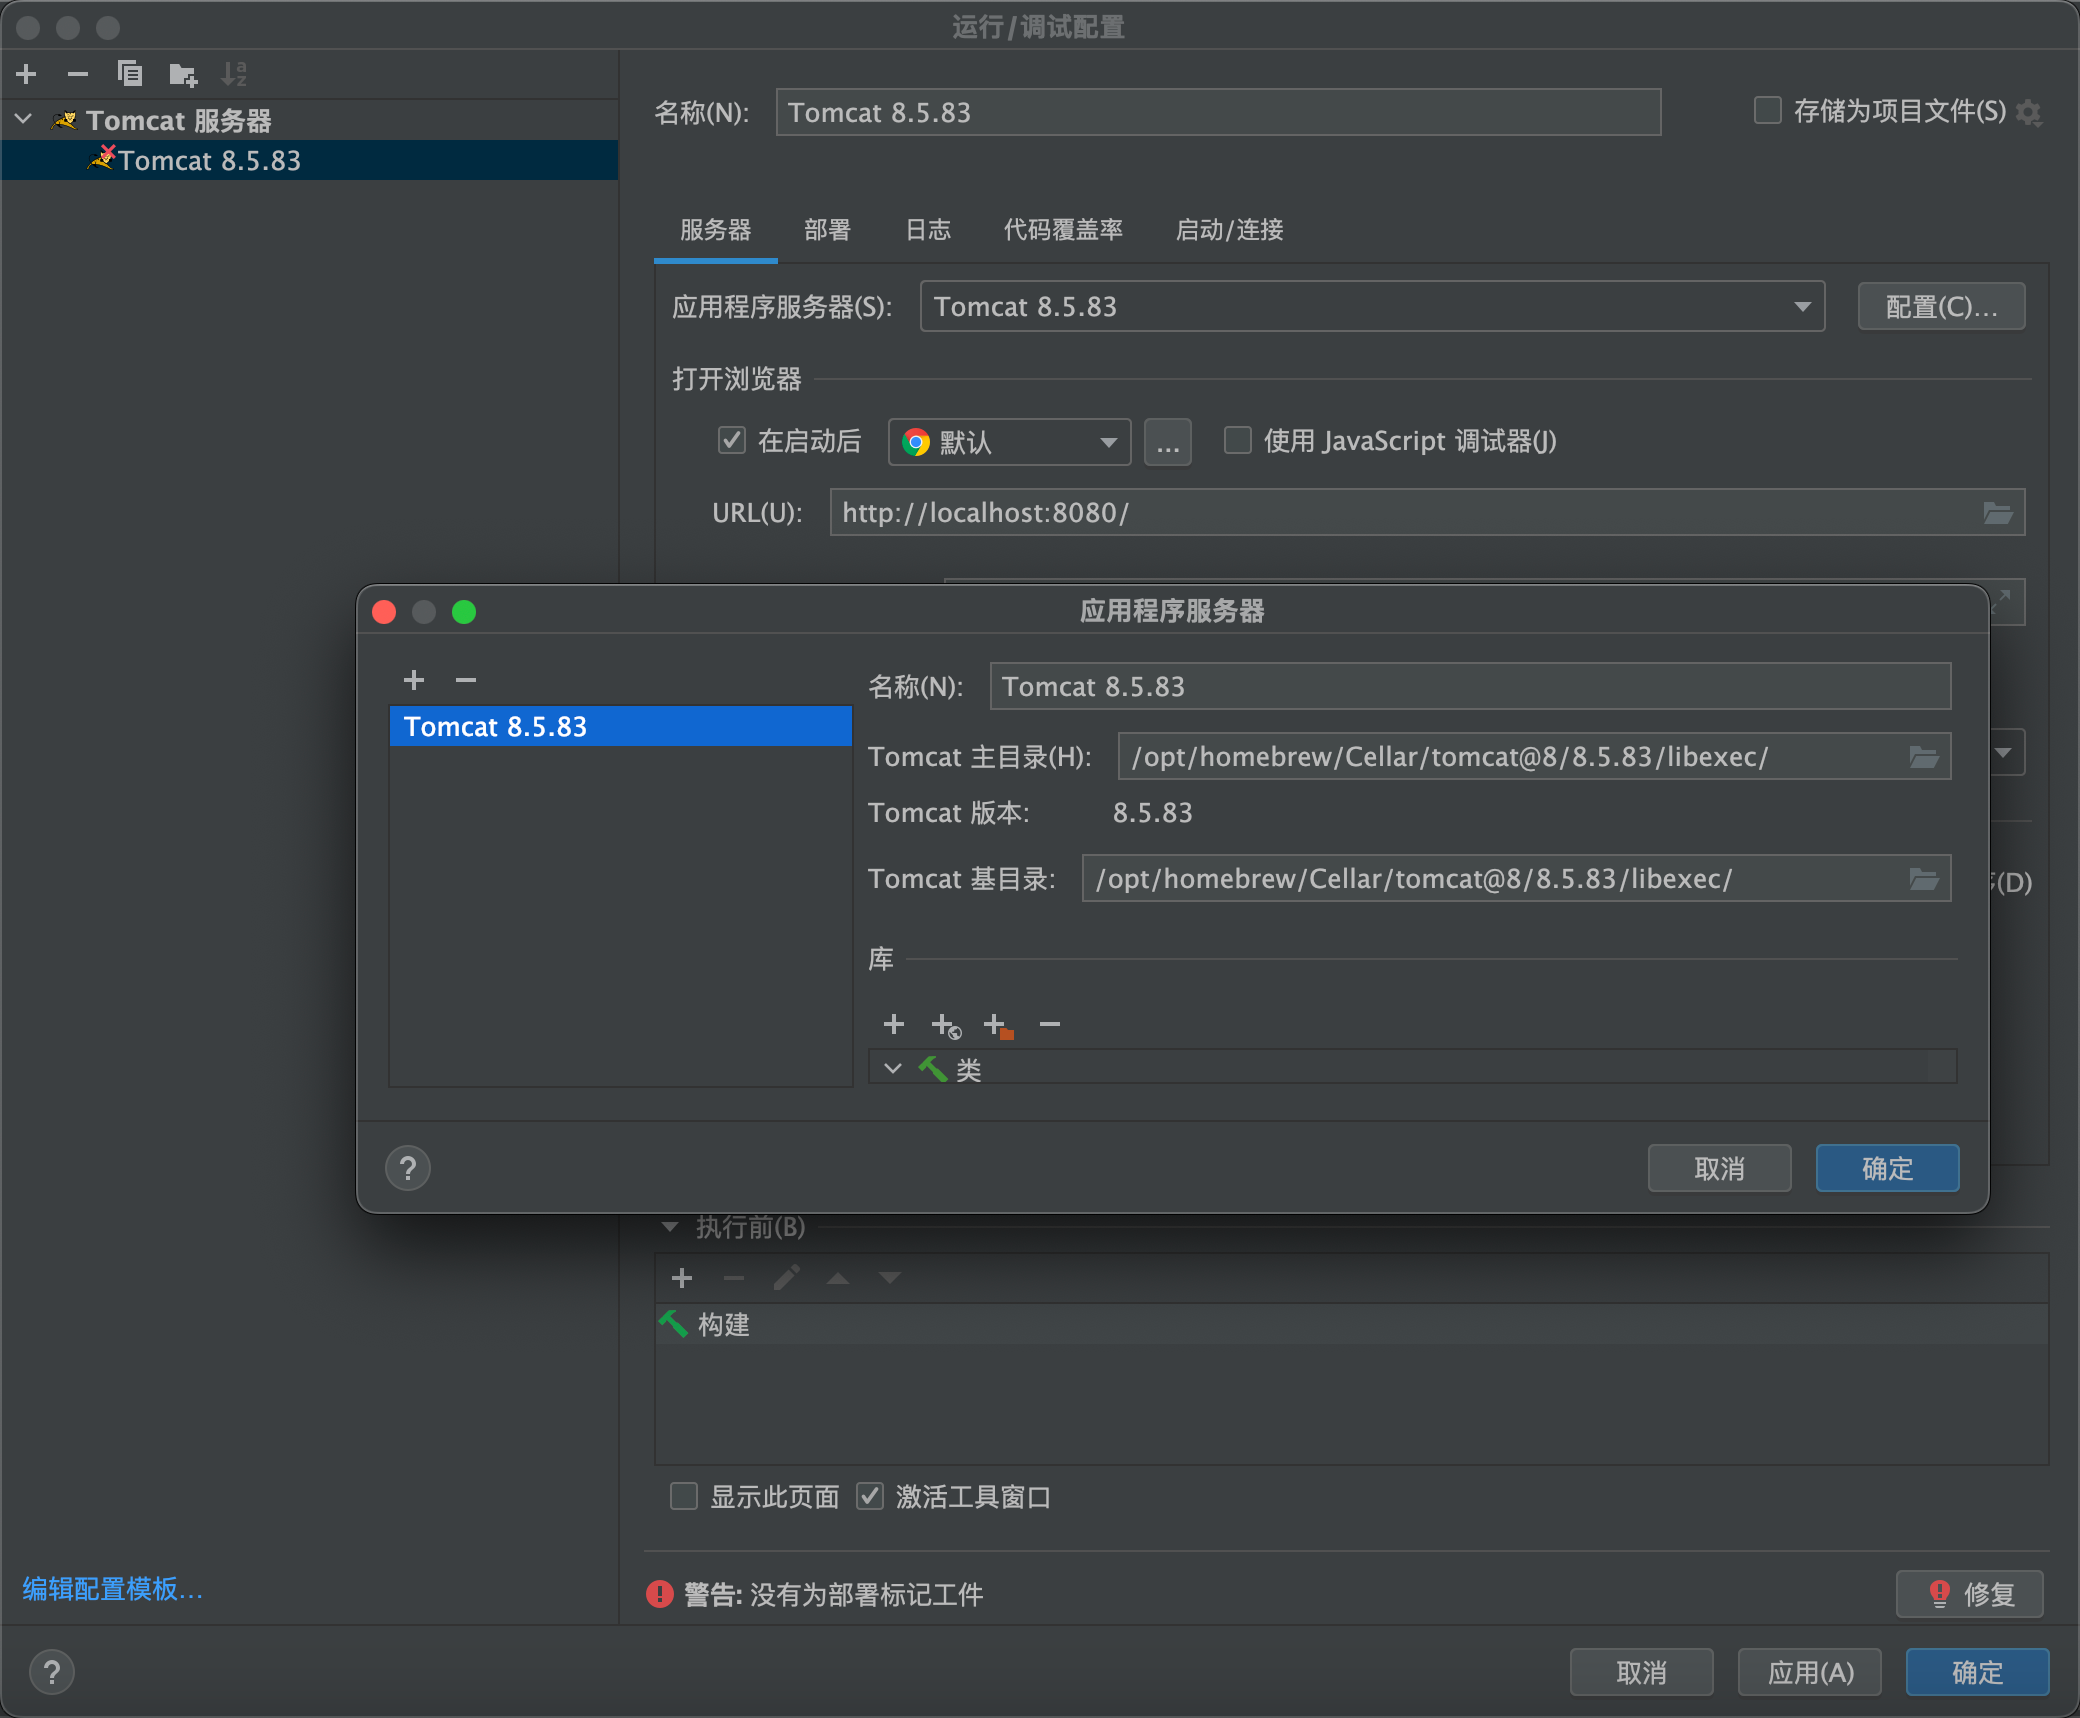 运行/调试配置
Tomcat 服务器
Tomcat 8.5.83
名称(N): Tomcat 8.5.83
存储为项目文件(S)
服务器 部署 日志 代码覆盖率 启动/连接
应用程序服务器(S): Tomcat 8.5.83 配置(C)...
打开浏览器
在启动后 默认 ... 使用 JavaScript 调试器(J)
URL(U): http://localhost:8080/
应用程序服务器
Tomcat 8.5.83
名称(N): Tomcat 8.5.83
Tomcat 主目录(H): /opt/homebrew/Cellar/tomcat@8/8.5.83/libexec/
Tomcat 版本: 8.5.83
Tomcat 基目录: /opt/homebrew/Cellar/tomcat@8/8.5.83/libexec/
(D)
库
类
? 取消 确定
执行前(B)
构建
显示此页面 激活工具窗口
编辑配置模板...
警告: 没有为部署标记工件 修复
? 取消 应用(A) 确定